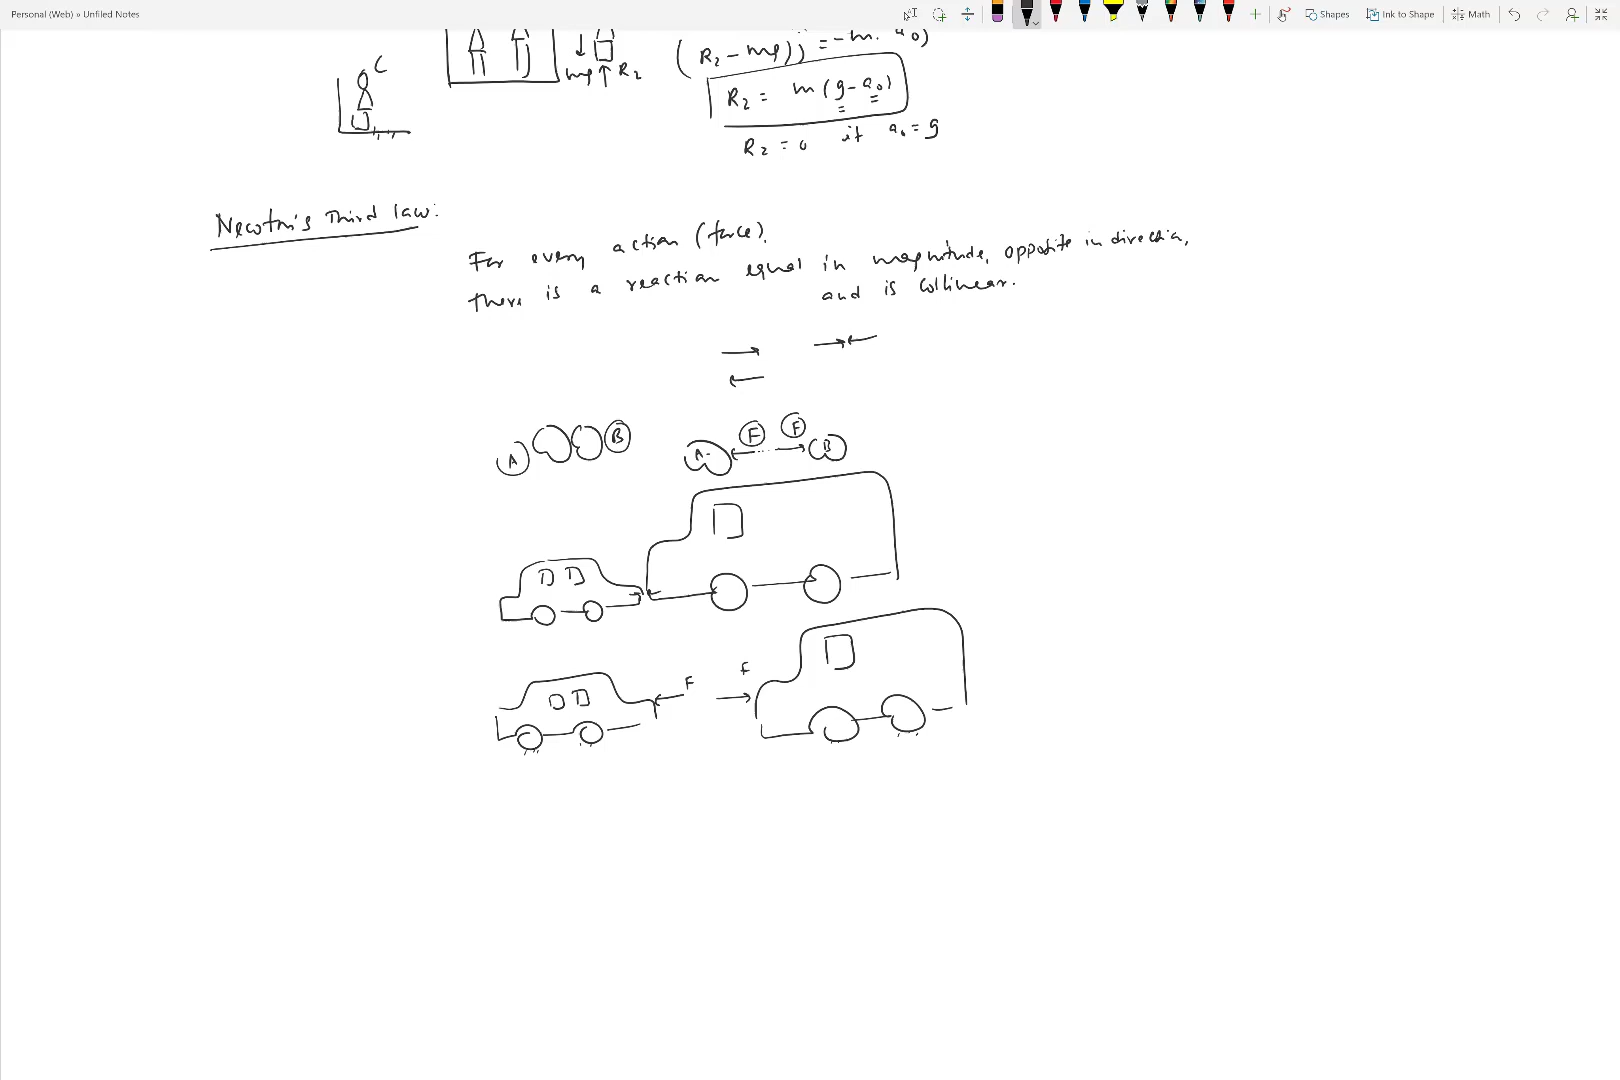 Personal (Web) » Unfiled Notes
Shapes
Ink to Shape
Math
C
mg
R2
(R2 - mg) = -m. a0)
R2 = m (g - a0)
R2 = 0 if a0 = g
Newton's Third law:
For every action (force),
there is a reaction equal in magnitude, opposite in direction,
and is collinear.
A
B
A
F
F
B
F
F